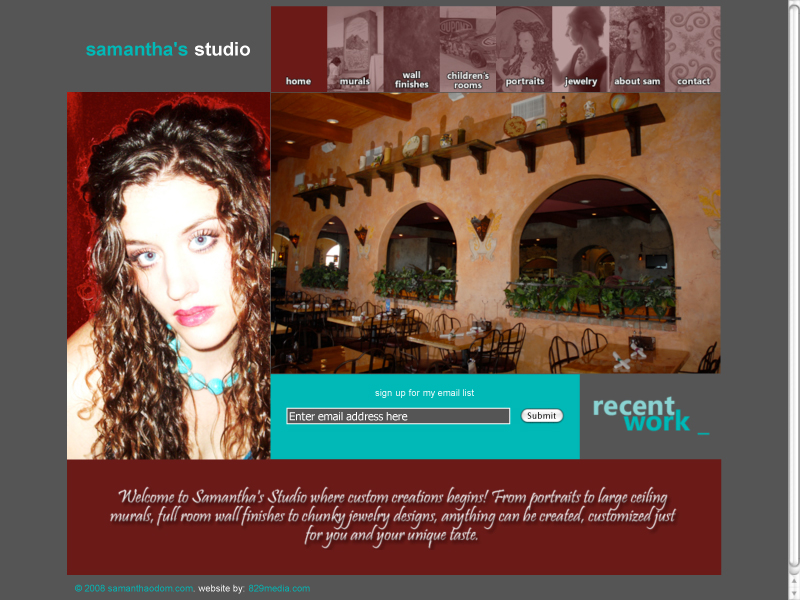 samantha's studio
home
murals
wall
finishes
children's
rooms
portraits
jewelry
about sam
contact
sign up for my email list
Enter email address here
Submit
recent
work _
Welcome to Samantha's Studio where custom creations begins! From portraits to large ceiling
murals, full room wall finishes to chunky jewelry designs, anything can be created, customized just
for you and your unique taste.
© 2008 samanthaodom.com, website by: 829media.com